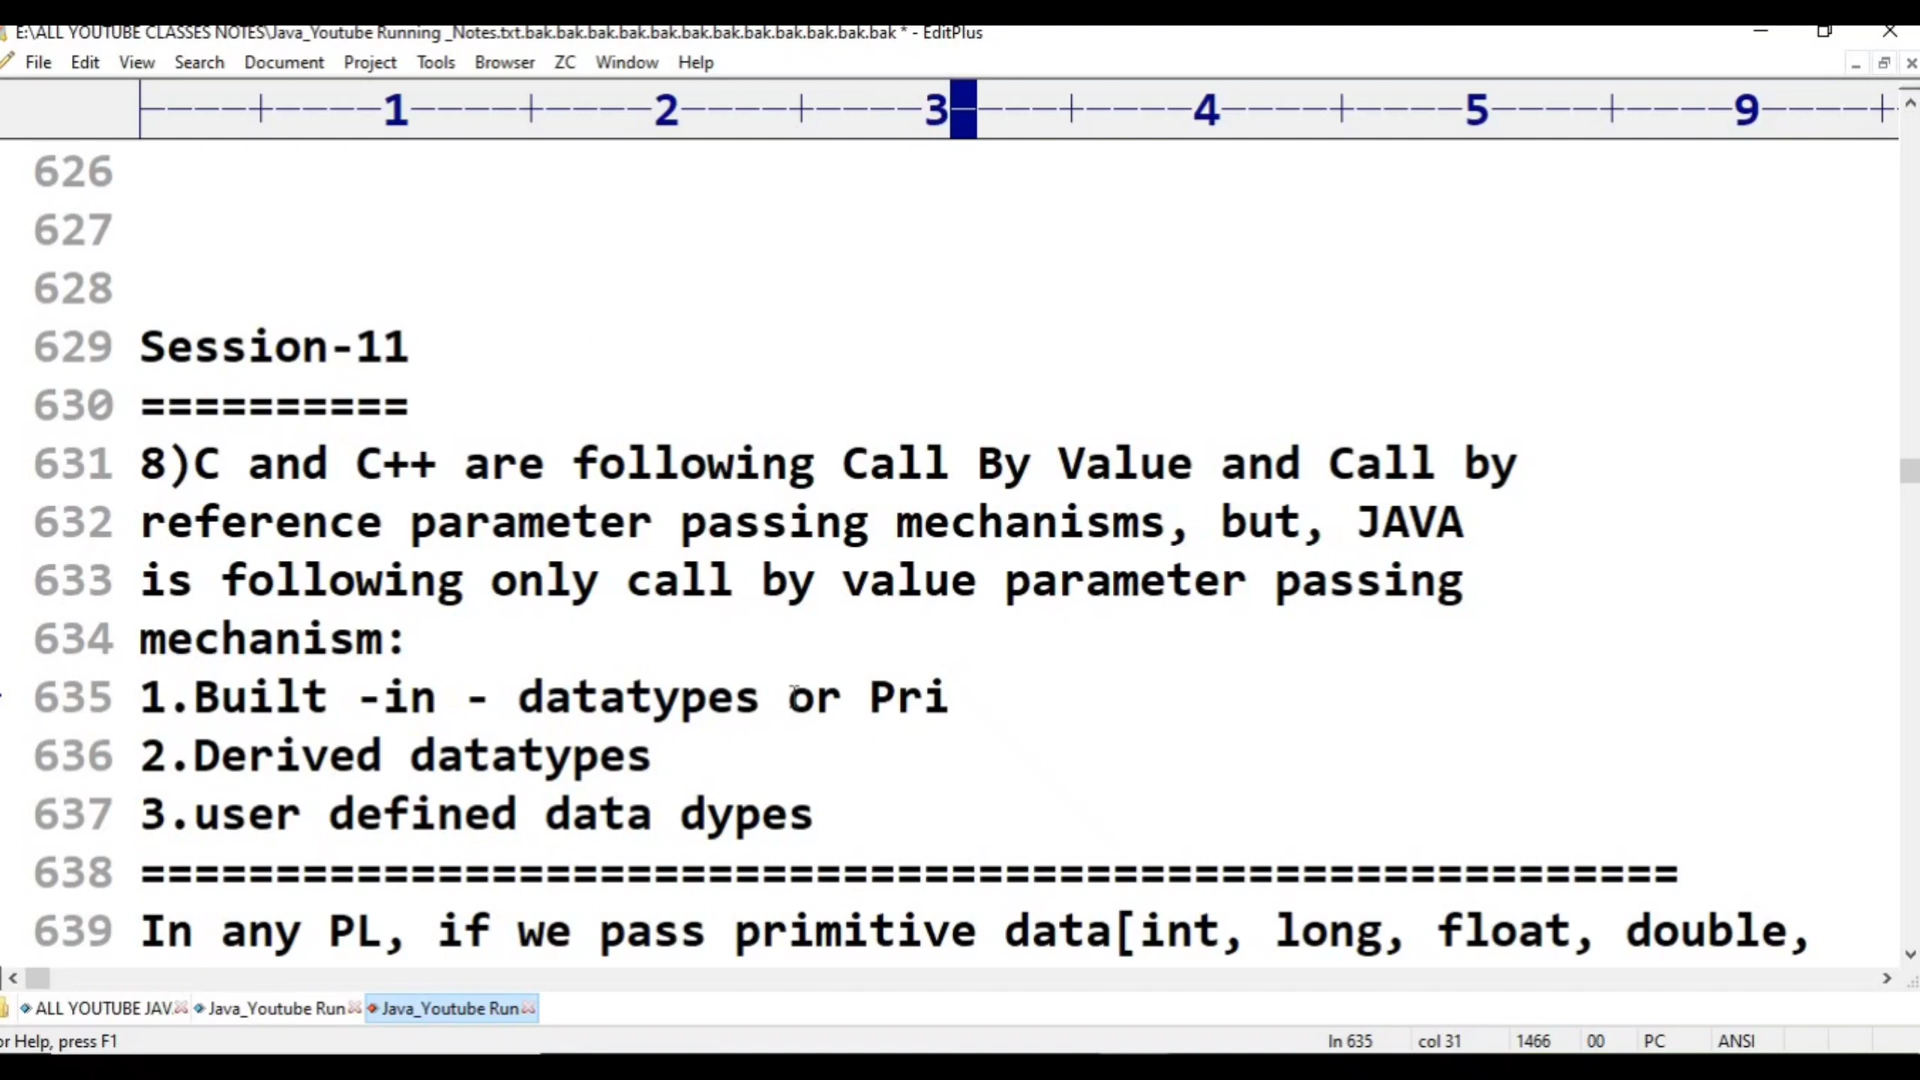 E:\ALL YOUTUBE CLASSES NOTES\Java_Youtube Running _Notes.txt.bak.bak.bak.bak.bak.bak.bak.bak.bak.bak.bak.bak * - EditPlus
File Edit View Search Document Project Tools Browser ZC Window Help
1 2 3 4 5 9
626
627
628
629 Session-11
630 ==========
631 8)C and C++ are following Call By Value and Call by
632 reference parameter passing mechanisms, but, JAVA
633 is following only call by value parameter passing
634 mechanism:
635 1.Built -in - datatypes or Pri
636 2.Derived datatypes
637 3.user defined data dypes
638 =========================================================
639 In any PL, if we pass primitive data[int, long, float, double,
ALL YOUTUBE JAV Java_Youtube Run Java_Youtube Run
or Help, press F1 ln 635 col 31 1466 00 PC ANSI